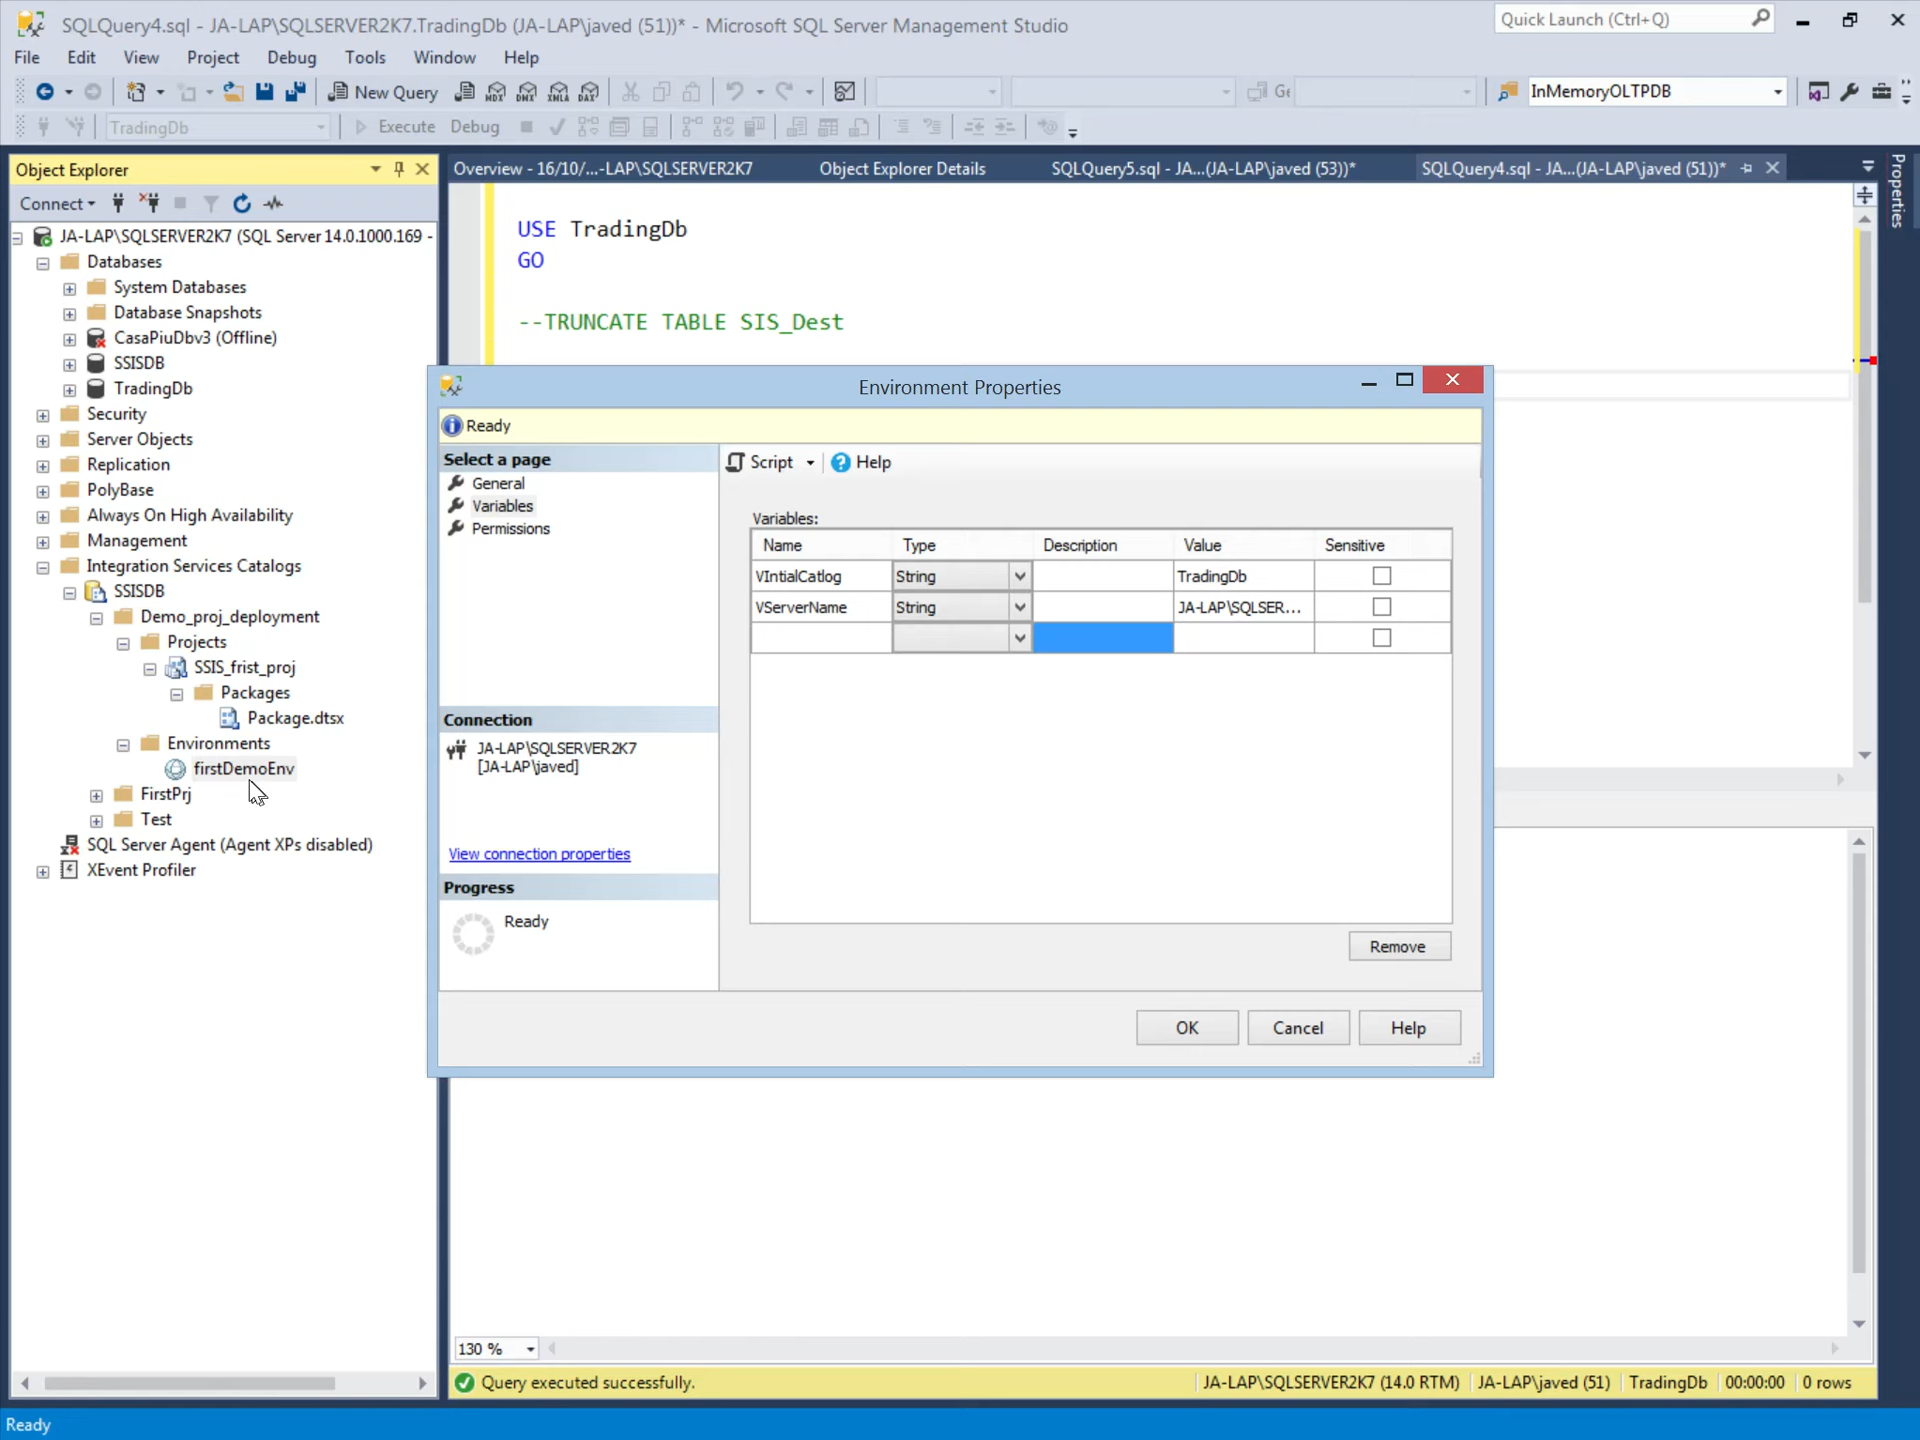 SQLQuery4.sql - JA-LAP\SQLSERVER2K7.TradingDb (JA-LAP\javed (51))* - Microsoft SQL Server Management Studio
Quick Launch (Ctrl+Q)
File Edit View Project Debug Tools Window Help
New Query MDX DMX XMLA DAX Ge InMemoryOLTPDB
TradingDb Execute Debug
Object Explorer
Overview - 16/10/...-LAP\SQLSERVER2K7 Object Explorer Details SQLQuery5.sql - JA...(JA-LAP\javed (53))* SQLQuery4.sql - JA...(JA-LAP\javed (51))*
Properties
Connect
JA-LAP\SQLSERVER2K7 (SQL Server 14.0.1000.169 -
Databases
System Databases
Database Snapshots
CasaPiuDbv3 (Offline)
SSISDB
TradingDb
Security
Server Objects
Replication
PolyBase
Always On High Availability
Management
Integration Services Catalogs
SSISDB
Demo_proj_deployment
Projects
SSIS_frist_proj
Packages
Package.dtsx
Environments
firstDemoEnv
FirstPrj
Test
SQL Server Agent (Agent XPs disabled)
XEvent Profiler
USE TradingDb
GO
--TRUNCATE TABLE SIS_Dest
Environment Properties
Ready
Select a page
General
Variables
Permissions
Script Help
Variables:
Name Type Description Value Sensitive
VIntialCatlog String TradingDb
VServerName String JA-LAP\SQLSER...
Connection
JA-LAP\SQLSERVER2K7
[JA-LAP\javed]
View connection properties
Progress
Ready
Remove
OK Cancel Help
130 %
Query executed successfully. JA-LAP\SQLSERVER2K7 (14.0 RTM) JA-LAP\javed (51) TradingDb 00:00:00 0 rows
Ready